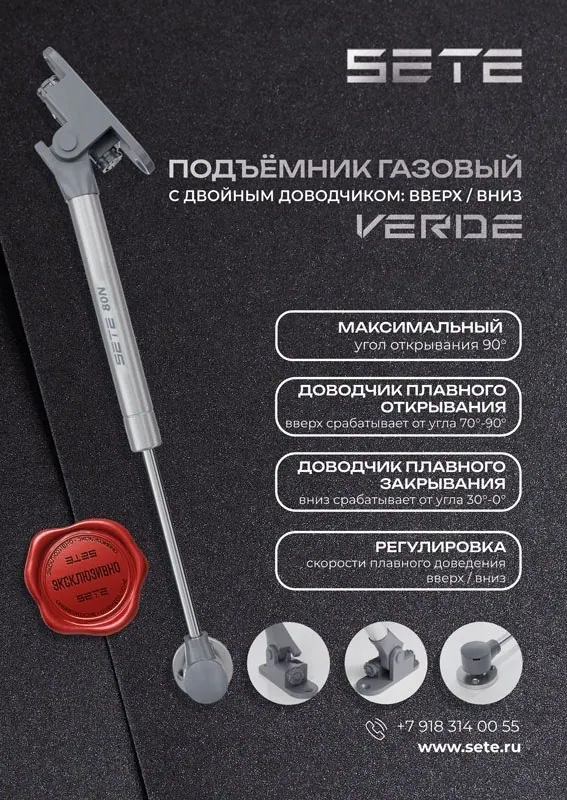 SETE
ПОДЪЁМНИК ГАЗОВЫЙ
С ДВОЙНЫМ ДОВОДЧИКОМ: ВВЕРХ / ВНИЗ
VERDE
SETE 80N
МАКСИМАЛЬНЫЙ
угол открывания 90°
ДОВОДЧИК ПЛАВНОГО
ОТКРЫВАНИЯ
вверх срабатывает от угла 70°-90°
ДОВОДЧИК ПЛАВНОГО
ЗАКРЫВАНИЯ
вниз срабатывает от угла 30°-0°
РЕГУЛИРОВКА
скорости плавного доведения
вверх / вниз
SETE
ЭКСКЛЮЗИВНО
SETE
+7 918 314 00 55
www.sete.ru